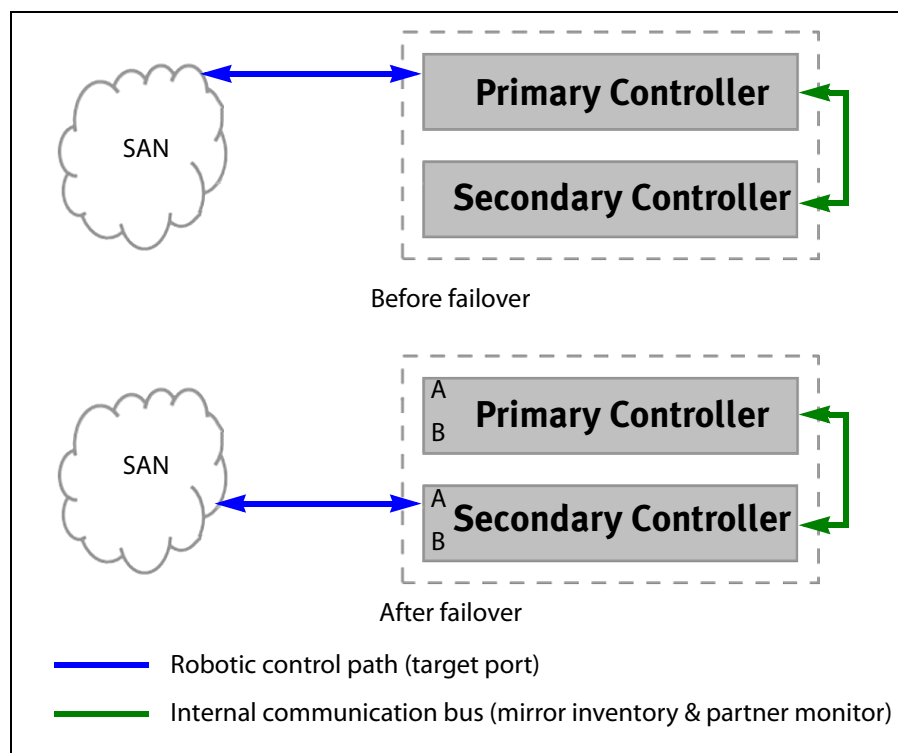 SAN
Primary Controller
Secondary Controller
Before failover
SAN
A
Primary Controller
B
A
Secondary Controller
B
After failover
Robotic control path (target port)
Internal communication bus (mirror inventory & partner monitor)